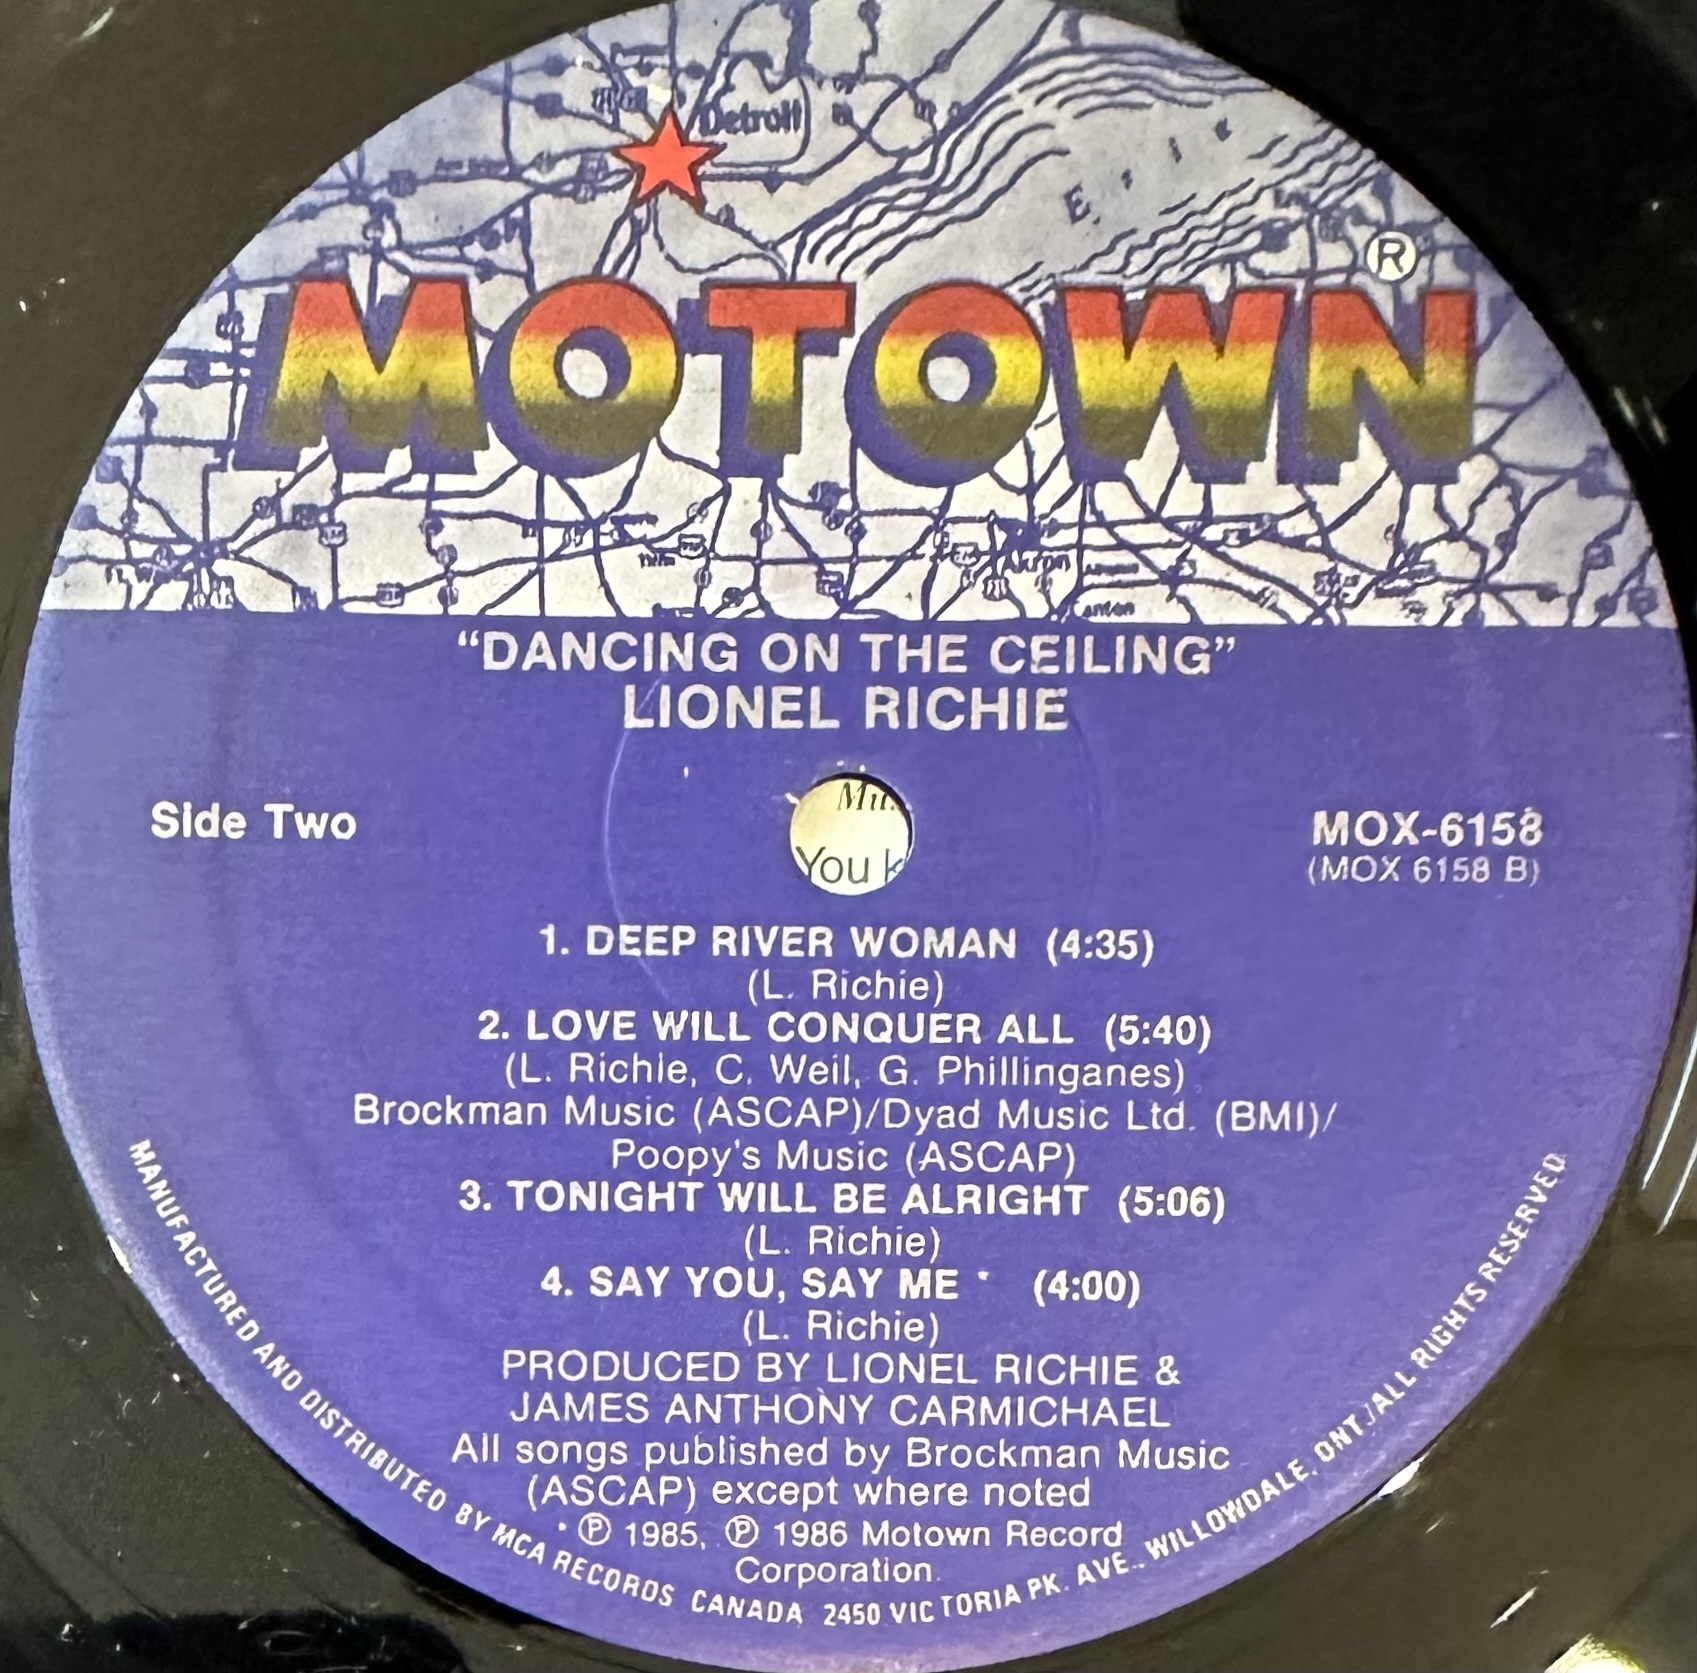 Detroit
E r i e
®
MOTOWN
Akron
Canton
“DANCING ON THE CEILING”
LIONEL RICHIE
Side Two
MOX-6158
(MOX 6158 B)
You
1. DEEP RIVER WOMAN (4:35)
(L. Richie)
2. LOVE WILL CONQUER ALL (5:40)
(L. Richie, C. Weil, G. Phillinganes)
Brockman Music (ASCAP)/Dyad Music Ltd. (BMI)/
Poopy's Music (ASCAP)
3. TONIGHT WILL BE ALRIGHT (5:06)
(L. Richie)
4. SAY YOU, SAY ME * (4:00)
(L. Richie)
PRODUCED BY LIONEL RICHIE &
JAMES ANTHONY CARMICHAEL
All songs published by Brockman Music
(ASCAP) except where noted
* ℗ 1985, ℗ 1986 Motown Record
Corporation.
MANUFACTURED AND DISTRIBUTED BY MCA RECORDS CANADA 2450 VICTORIA PK. AVE., WILLOWDALE, ONT./ALL RIGHTS RESERVED